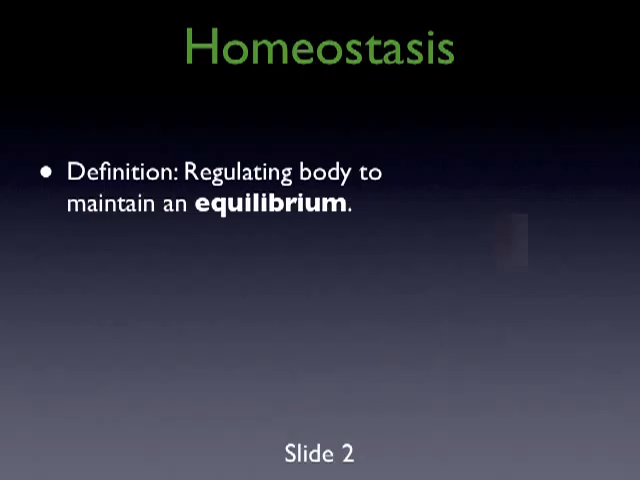 Homeostasis
• Definition: Regulating body to
maintain an equilibrium.
Slide 2